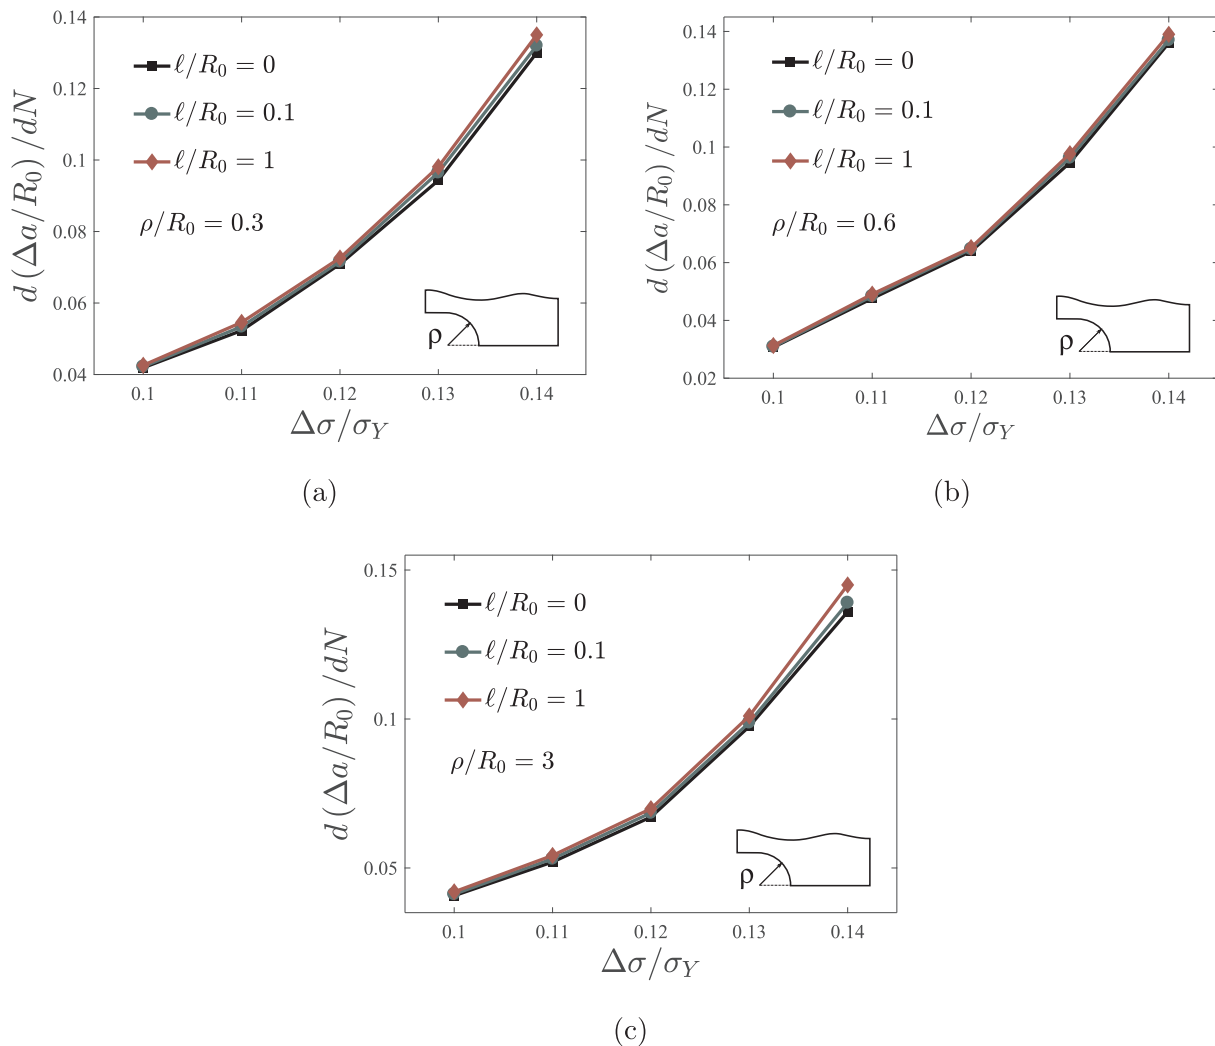 d (Δa/R₀) /dN
0.14
0.12
0.1
0.08
0.06
0.04
ℓ/R₀ = 0
ℓ/R₀ = 0.1
ℓ/R₀ = 1
ρ/R₀ = 0.3
ρ
0.1 0.11 0.12 0.13 0.14
Δσ/σ_Y
(a)
d (Δa/R₀) /dN
0.14
0.12
0.1
0.08
0.06
0.04
0.02
ℓ/R₀ = 0
ℓ/R₀ = 0.1
ℓ/R₀ = 1
ρ/R₀ = 0.6
ρ
0.1 0.11 0.12 0.13 0.14
Δσ/σ_Y
(b)
d (Δa/R₀) /dN
0.15
0.1
0.05
ℓ/R₀ = 0
ℓ/R₀ = 0.1
ℓ/R₀ = 1
ρ/R₀ = 3
ρ
0.1 0.11 0.12 0.13 0.14
Δσ/σ_Y
(c)